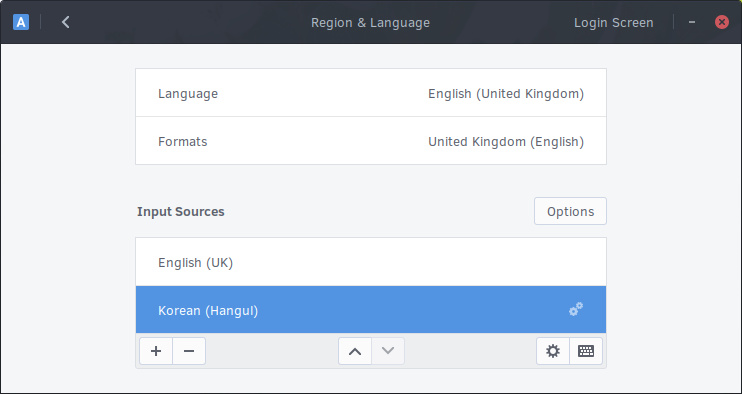 A
Region & Language
Login Screen
Language
English (United Kingdom)
Formats
United Kingdom (English)
Input Sources
Options
English (UK)
Korean (Hangul)